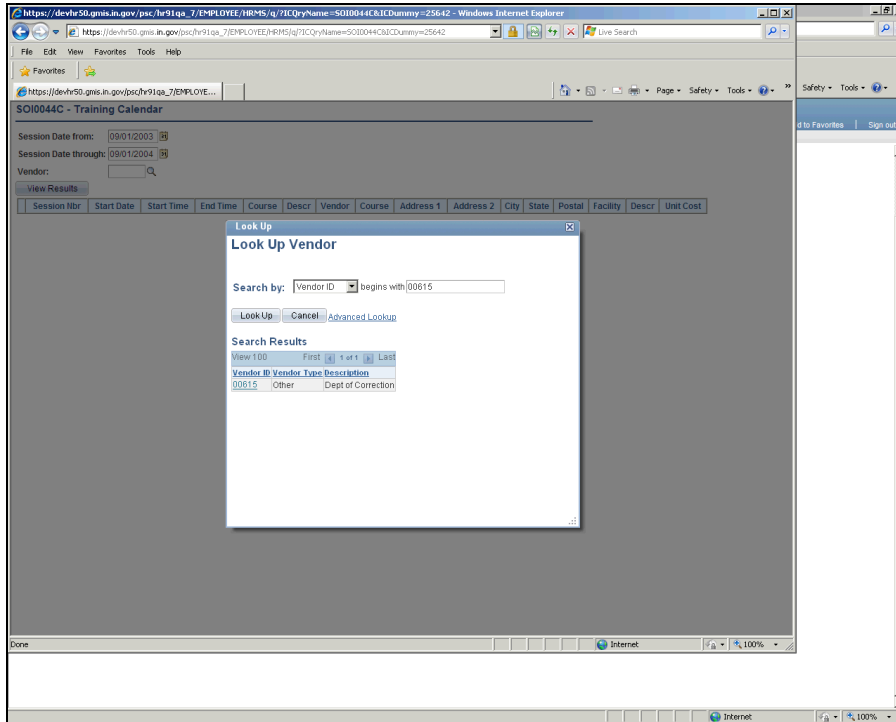 https://devhr50.gmis.in.gov/psc/hr91qa_7/EMPLOYEE/HRMS/q/?ICQryName=SOI0044C&ICDummy=25642 - Windows Internet Explorer
https://devhr50.gmis.in.gov/psc/hr91qa_7/EMPLOYEE/HRMS/q/?ICQryName=SOI0044C&ICDummy=25642 Live Search
File Edit View Favorites Tools Help
Favorites
https://devhr50.gmis.in.gov/psc/hr91qa_7/EMPLOYE... Page Safety Tools »
Safety Tools
d to Favorites | Sign out
SOI0044C - Training Calendar
Session Date from: 09/01/2003
Session Date through: 09/01/2004
Vendor:
View Results
Session Nbr Start Date Start Time End Time Course Descr Vendor Course Address 1 Address 2 City State Postal Facility Descr Unit Cost
Look Up
Look Up Vendor
Search by: Vendor ID begins with 00615
Look Up Cancel Advanced Lookup
Search Results
View 100 First 1 of 1 Last
Vendor ID Vendor Type Description
00615 Other Dept of Correction
Done Internet 100%
Internet 100%